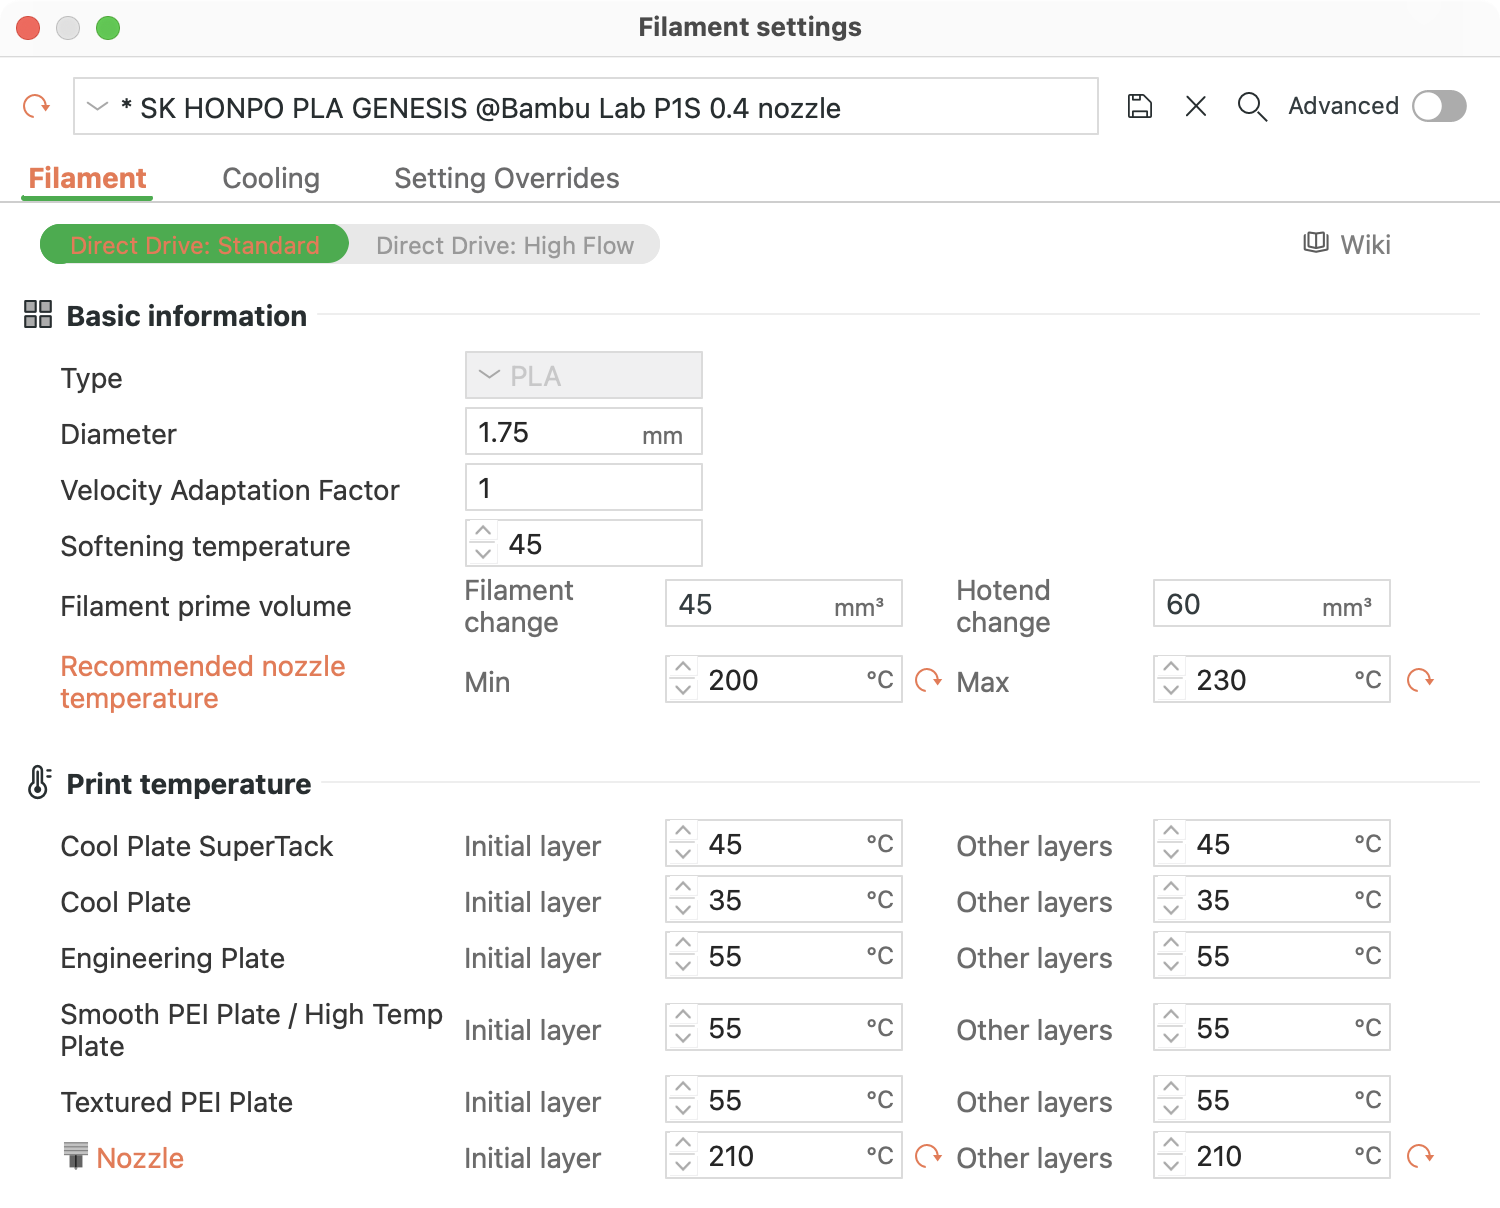 Filament settings
* SK HONPO PLA GENESIS @Bambu Lab P1S 0.4 nozzle
Advanced
Filament Cooling Setting Overrides
Direct Drive: Standard Direct Drive: High Flow Wiki
Basic information
Type PLA
Diameter 1.75 mm
Velocity Adaptation Factor 1
Softening temperature 45
Filament prime volume Filament change 45 mm³ Hotend change 60 mm³
Recommended nozzle temperature Min 200 °C Max 230 °C
Print temperature
Cool Plate SuperTack Initial layer 45 °C Other layers 45 °C
Cool Plate Initial layer 35 °C Other layers 35 °C
Engineering Plate Initial layer 55 °C Other layers 55 °C
Smooth PEI Plate / High Temp Plate Initial layer 55 °C Other layers 55 °C
Textured PEI Plate Initial layer 55 °C Other layers 55 °C
Nozzle Initial layer 210 °C Other layers 210 °C